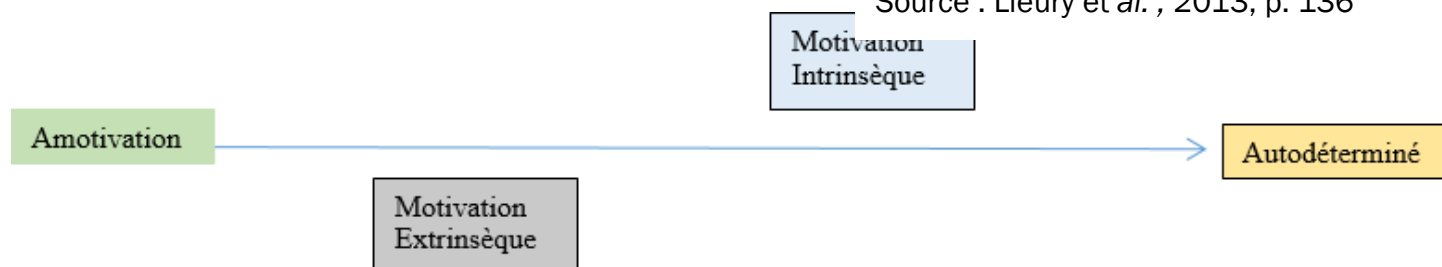 Source : Lieury et al. , 2013, p. 136
Motivation
Intrinsèque
Amotivation
Autodéterminé
Motivation
Extrinsèque